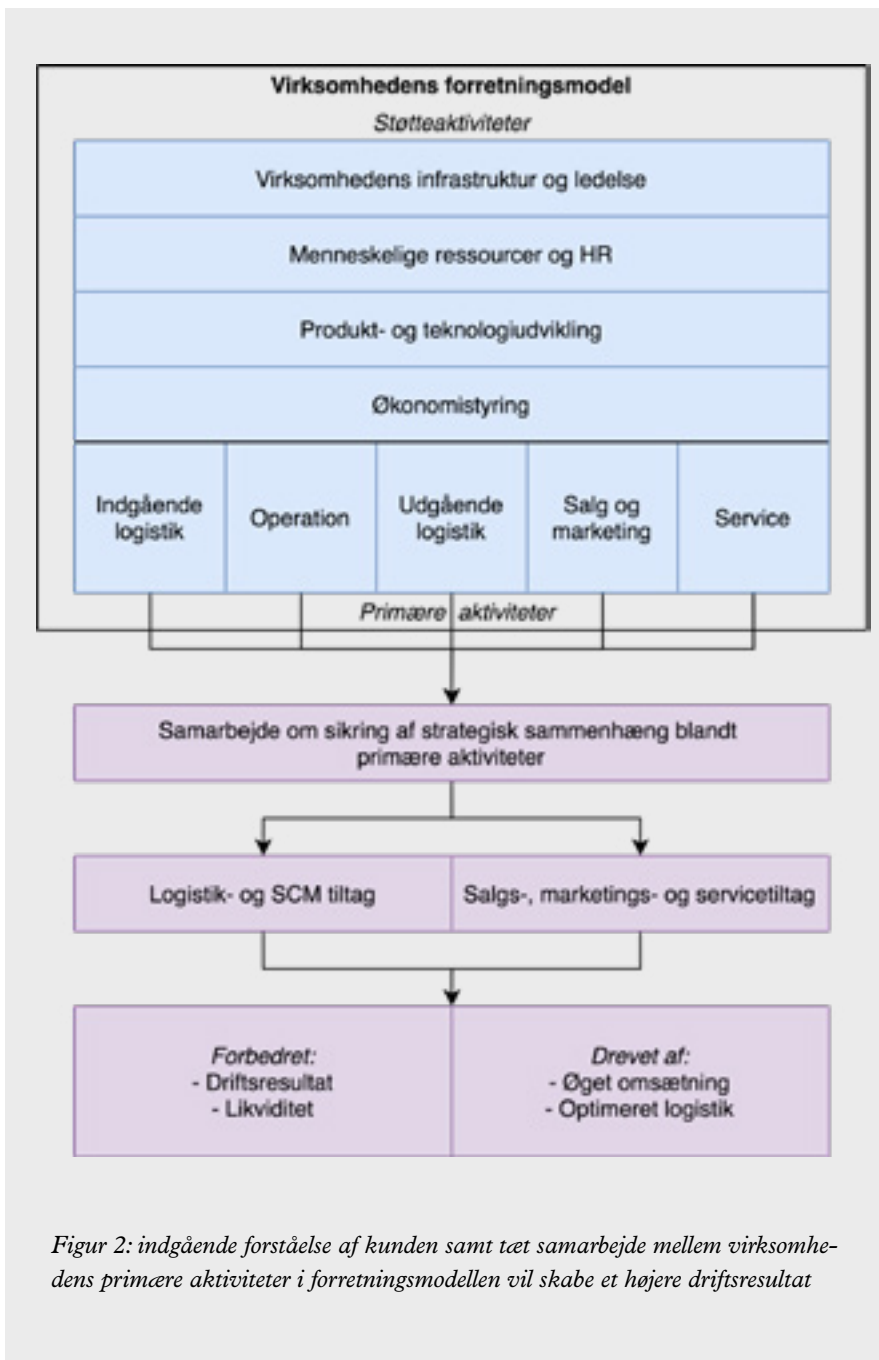 Virksomhedens forretningsmodel
Støtteaktiviteter
Virksomhedens infrastruktur og ledelse
Menneskelige ressourcer og HR
Produkt- og teknologiudvikling
Økonomistyring
Indgående
logistik
Operation
Udgående
logistik
Salg og
marketing
Service
Primære aktiviteter
Samarbejde om sikring af strategisk sammenhæng blandt
primære aktiviteter
Logistik- og SCM tiltag
Salgs-, marketings- og servicetiltag
Forbedret:
- Driftsresultat
- Likviditet
Drevet af:
- Øget omsætning
- Optimeret logistik
Figur 2: indgående forståelse af kunden samt tæt samarbejde mellem virksomhe-
dens primære aktiviteter i forretningsmodellen vil skabe et højere driftsresultat